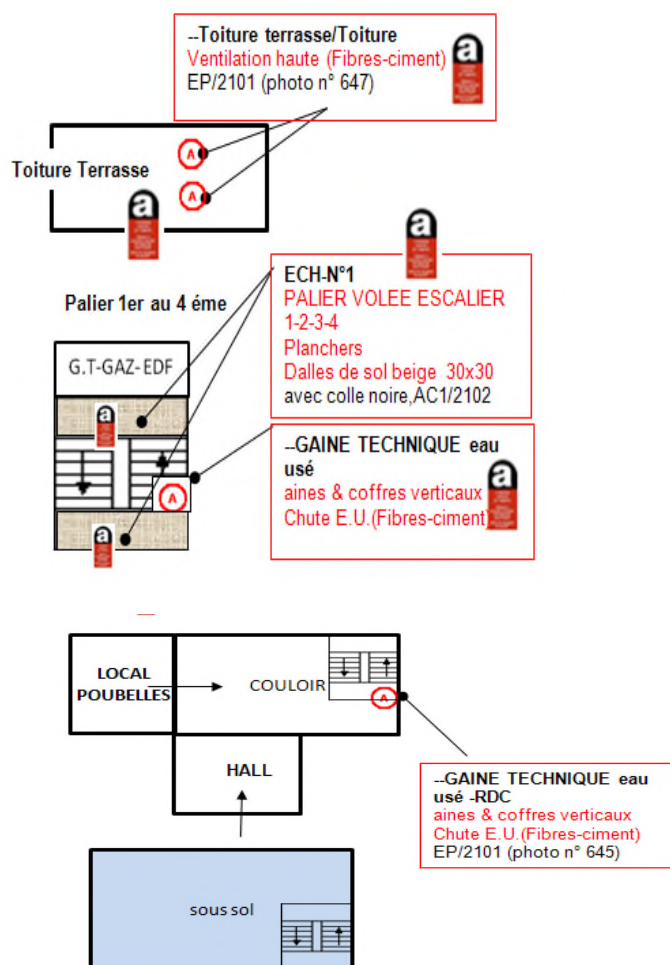 --Toiture terrasse/Toiture
Ventilation haute (Fibres-ciment)
EP/2101 (photo n° 647)
a
A
Toiture Terrasse
A
a
a
ECH-N°1
PALIER VOLEE ESCALIER
1-2-3-4
Planchers
Dalles de sol beige 30x30
avec colle noire,AC1/2102
Palier 1er au 4 éme
G.T-GAZ-EDF
a
--GAINE TECHNIQUE eau
usé
aines & coffres verticaux
Chute E.U.(Fibres-ciment)
a
A
a
LOCAL
POUBELLES
COULOIR
A
HALL
--GAINE TECHNIQUE eau
usé -RDC
aines & coffres verticaux
Chute E.U.(Fibres-ciment)
EP/2101 (photo n° 645)
sous sol